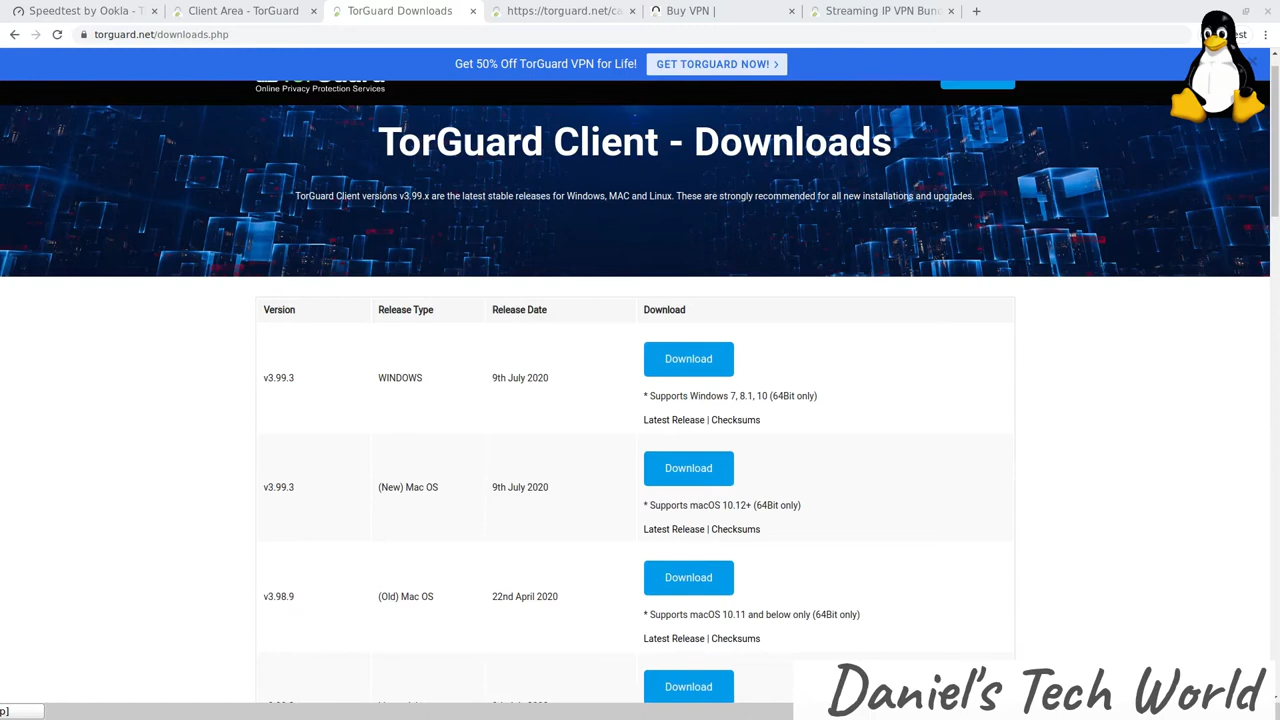 Speedtest by Ookla - T
Client Area - TorGuard
TorGuard Downloads
https://torguard.net/ca
Buy VPN |
Streaming IP VPN Bun
torguard.net/downloads.php
Get 50% Off TorGuard VPN for Life!
GET TORGUARD NOW!
Online Privacy Protection Services
TorGuard Client - Downloads
TorGuard Client versions v3.99.x are the latest stable releases for Windows, MAC and Linux. These are strongly recommended for all new installations and upgrades.
Version Release Type Release Date Download
Download
v3.99.3 WINDOWS 9th July 2020
* Supports Windows 7, 8.1, 10 (64Bit only)
Latest Release | Checksums
Download
v3.99.3 (New) Mac OS 9th July 2020
* Supports macOS 10.12+ (64Bit only)
Latest Release | Checksums
Download
v3.98.9 (Old) Mac OS 22nd April 2020
* Supports macOS 10.11 and below only (64Bit only)
Latest Release | Checksums
Download
Daniel's Tech World
p]